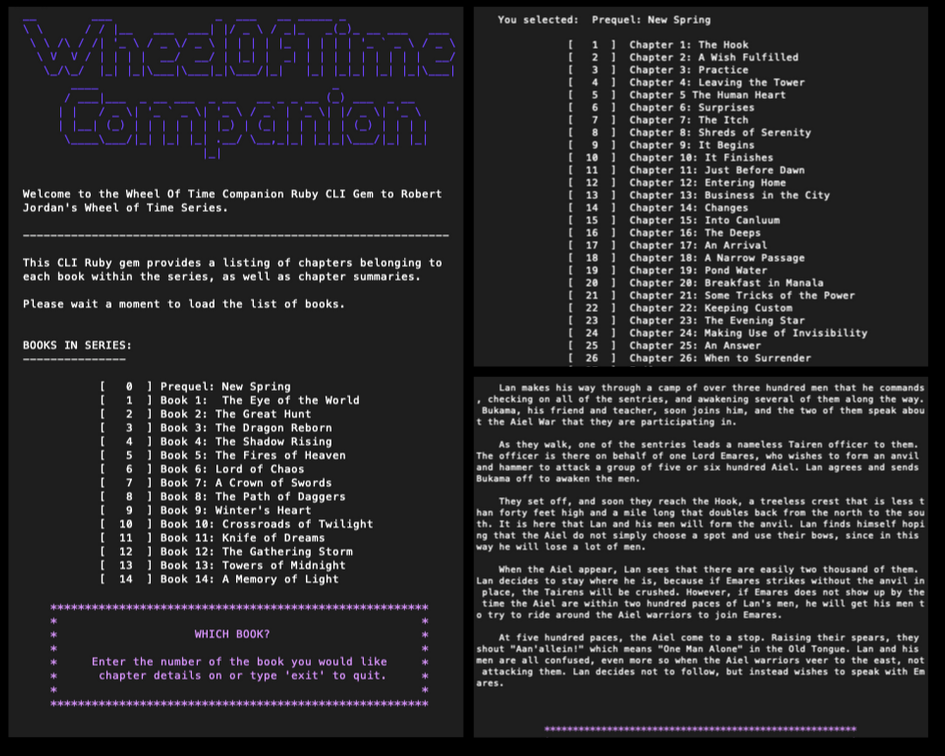 Wheel Of Time
Companion
Welcome to the Wheel Of Time Companion Ruby CLI Gem to Robert
Jordan's Wheel of Time Series.
This CLI Ruby gem provides a listing of chapters belonging to
each book within the series, as well as chapter summaries.
Please wait a moment to load the list of books.
BOOKS IN SERIES:
---------------
[ 0 ] Prequel: New Spring
[ 1 ] Book 1: The Eye of the World
[ 2 ] Book 2: The Great Hunt
[ 3 ] Book 3: The Dragon Reborn
[ 4 ] Book 4: The Shadow Rising
[ 5 ] Book 5: The Fires of Heaven
[ 6 ] Book 6: Lord of Chaos
[ 7 ] Book 7: A Crown of Swords
[ 8 ] Book 8: The Path of Daggers
[ 9 ] Book 9: Winter's Heart
[ 10 ] Book 10: Crossroads of Twilight
[ 11 ] Book 11: Knife of Dreams
[ 12 ] Book 12: The Gathering Storm
[ 13 ] Book 13: Towers of Midnight
[ 14 ] Book 14: A Memory of Light
WHICH BOOK?
Enter the number of the book you would like
chapter details on or type 'exit' to quit.
You selected: Prequel: New Spring
[ 1 ] Chapter 1: The Hook
[ 2 ] Chapter 2: A Wish Fulfilled
[ 3 ] Chapter 3: Practice
[ 4 ] Chapter 4: Leaving the Tower
[ 5 ] Chapter 5 The Human Heart
[ 6 ] Chapter 6: Surprises
[ 7 ] Chapter 7: The Itch
[ 8 ] Chapter 8: Shreds of Serenity
[ 9 ] Chapter 9: It Begins
[ 10 ] Chapter 10: It Finishes
[ 11 ] Chapter 11: Just Before Dawn
[ 12 ] Chapter 12: Entering Home
[ 13 ] Chapter 13: Business in the City
[ 14 ] Chapter 14: Changes
[ 15 ] Chapter 15: Into Canluum
[ 16 ] Chapter 16: The Deeps
[ 17 ] Chapter 17: An Arrival
[ 18 ] Chapter 18: A Narrow Passage
[ 19 ] Chapter 19: Pond Water
[ 20 ] Chapter 20: Breakfast in Manala
[ 21 ] Chapter 21: Some Tricks of the Power
[ 22 ] Chapter 22: Keeping Custom
[ 23 ] Chapter 23: The Evening Star
[ 24 ] Chapter 24: Making Use of Invisibility
[ 25 ] Chapter 25: An Answer
[ 26 ] Chapter 26: When to Surrender
Lan makes his way through a camp of over three hundred men that he commands
, checking on all of the sentries, and awakening several of them along the way.
Bukama, his friend and teacher, soon joins him, and the two of them speak abou
t the Aiel War that they are participating in.
As they walk, one of the sentries leads a nameless Tairen officer to them.
The officer is there on behalf of one Lord Emares, who wishes to form an anvil
and hammer to attack a group of five or six hundred Aiel. Lan agrees and sends
Bukama off to awaken the men.
They set off, and soon they reach the Hook, a treeless crest that is less t
han forty feet high and a mile long that doubles back from the north to the sou
th. It is here that Lan and his men will form the anvil. Lan finds himself hopi
ng that the Aiel do not simply choose a spot and use their bows, since in this
way he will lose a lot of men.
When the Aiel appear, Lan sees that there are easily two thousand of them.
Lan decides to stay where he is, because if Emares strikes without the anvil in
place, the Tairens will be crushed. However, if Emares does not show up by the
time the Aiel are within two hundred paces of Lan's men, he will get his men t
o try to ride around the Aiel warriors to join Emares.
At five hundred paces, the Aiel come to a stop. Raising their spears, they
shout "Aan'allein!" which means "One Man Alone" in the Old Tongue. Lan and his
men are all confused, even more so when the Aiel warriors veer to the east, not
attacking them. Lan decides not to follow, but instead wishes to speak with Em
ares.